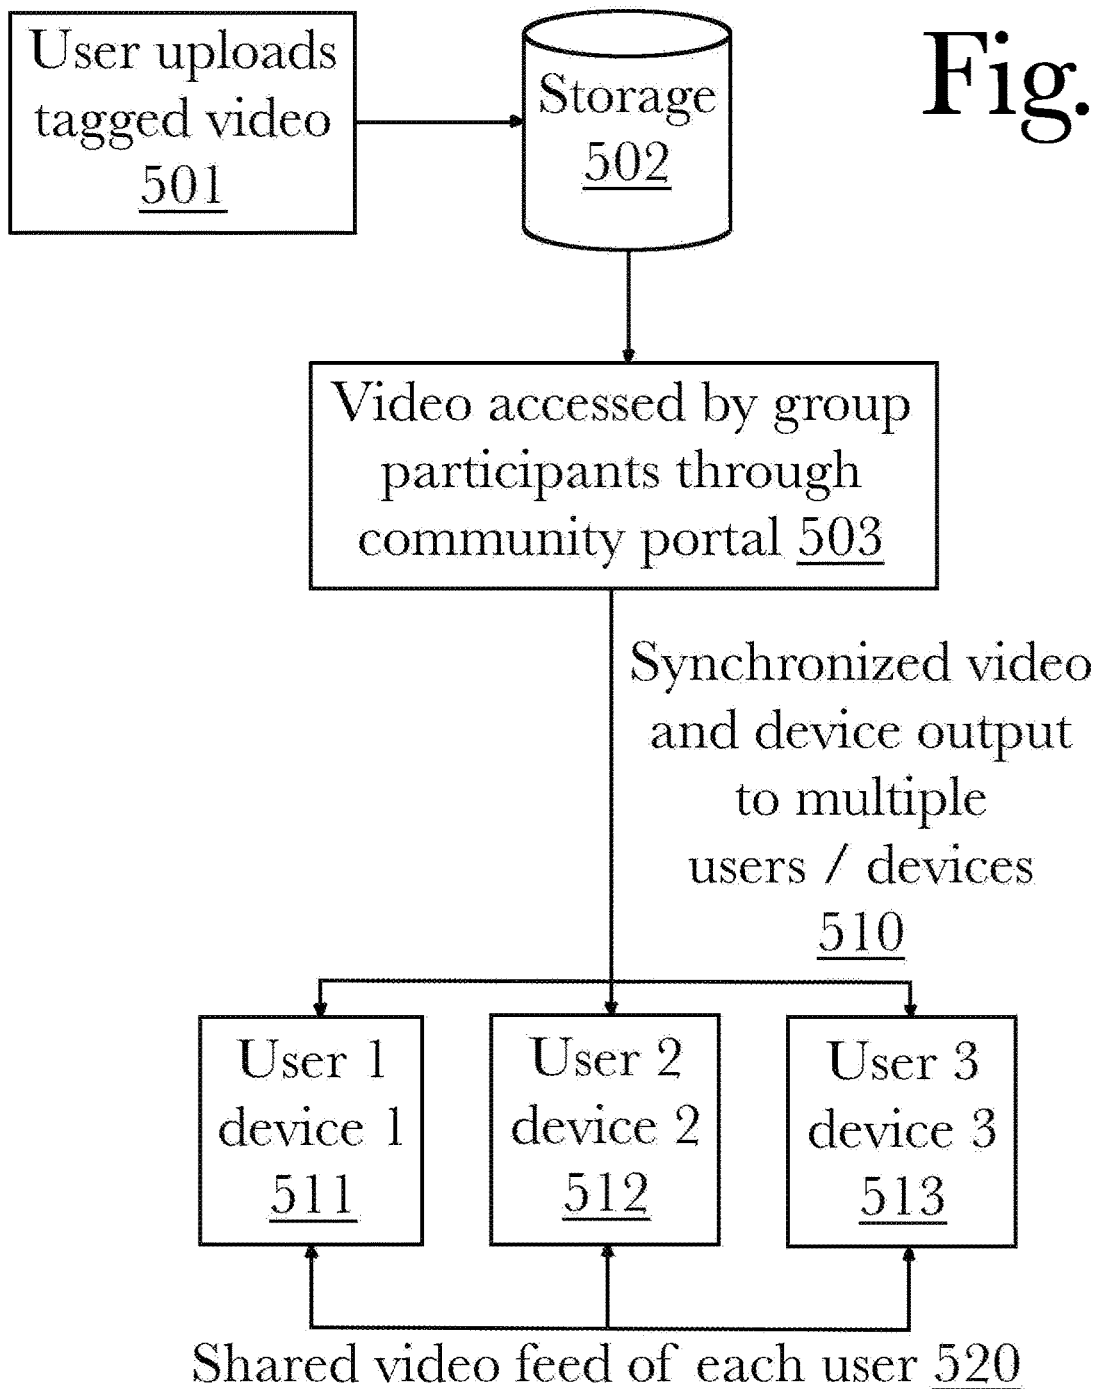 User uploads
tagged video
501
Storage
502
Fig.
Video accessed by group
participants through
community portal 503
Synchronized video
and device output
to multiple
users / devices
510
User 1
device 1
511
User 2
device 2
512
User 3
device 3
513
Shared video feed of each user 520